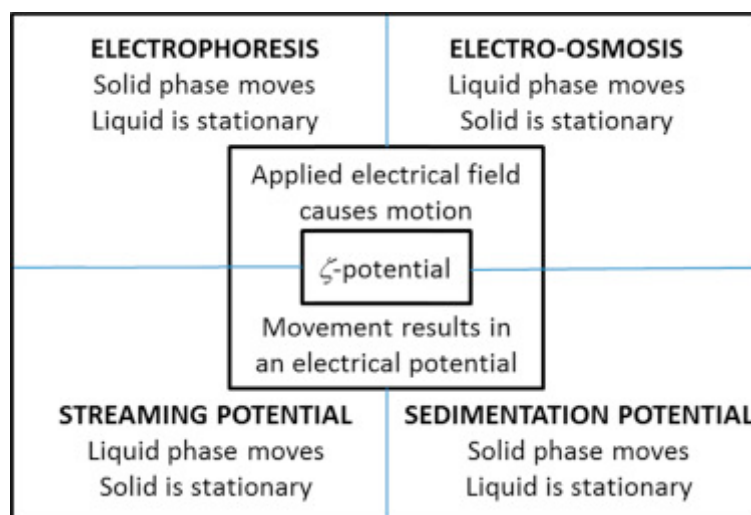 ELECTROPHORESIS
Solid phase moves
Liquid is stationary
ELECTRO-OSMOSIS
Liquid phase moves
Solid is stationary
Applied electrical field
causes motion
ζ-potential
Movement results in
an electrical potential
STREAMING POTENTIAL
Liquid phase moves
Solid is stationary
SEDIMENTATION POTENTIAL
Solid phase moves
Liquid is stationary